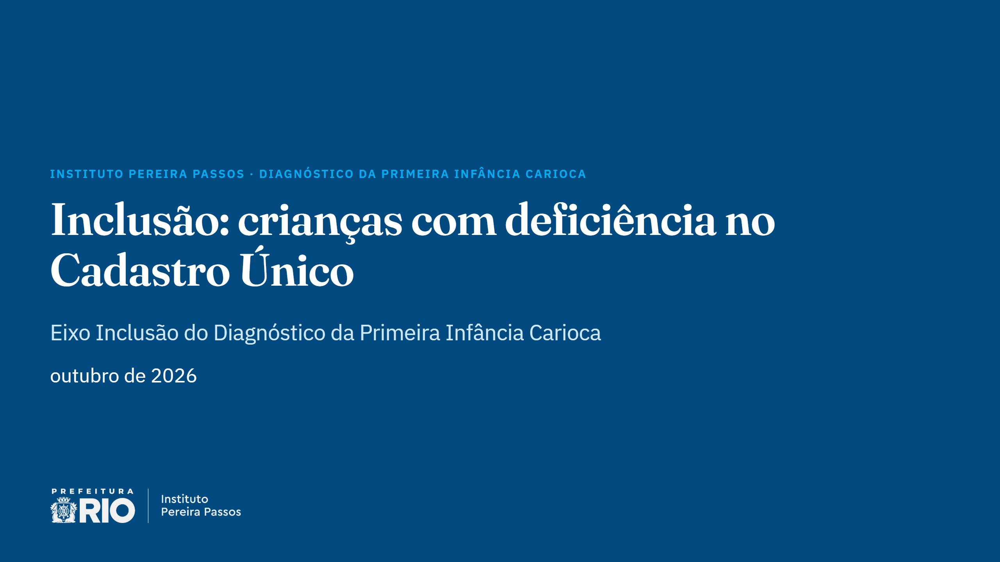 INSTITUTO PEREIRA PASSOS · DIAGNÓSTICO DA PRIMEIRA INFÂNCIA CARIOCA
Inclusão: crianças com deficiência no
Cadastro Único
Eixo Inclusão do Diagnóstico da Primeira Infância Carioca
outubro de 2026
PREFEITURA
RIO
Instituto
Pereira Passos